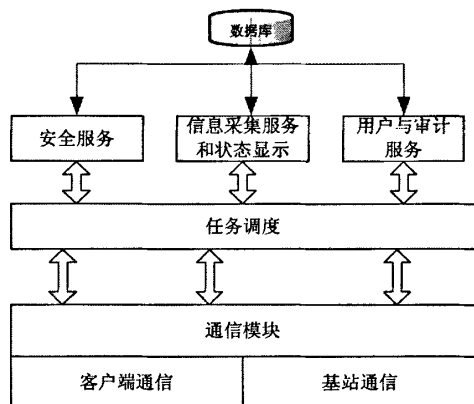 数据库
安全服务
信息采集服务
和状态显示
用户与审计
服务
任务调度
通信模块
客户端通信
基站通信